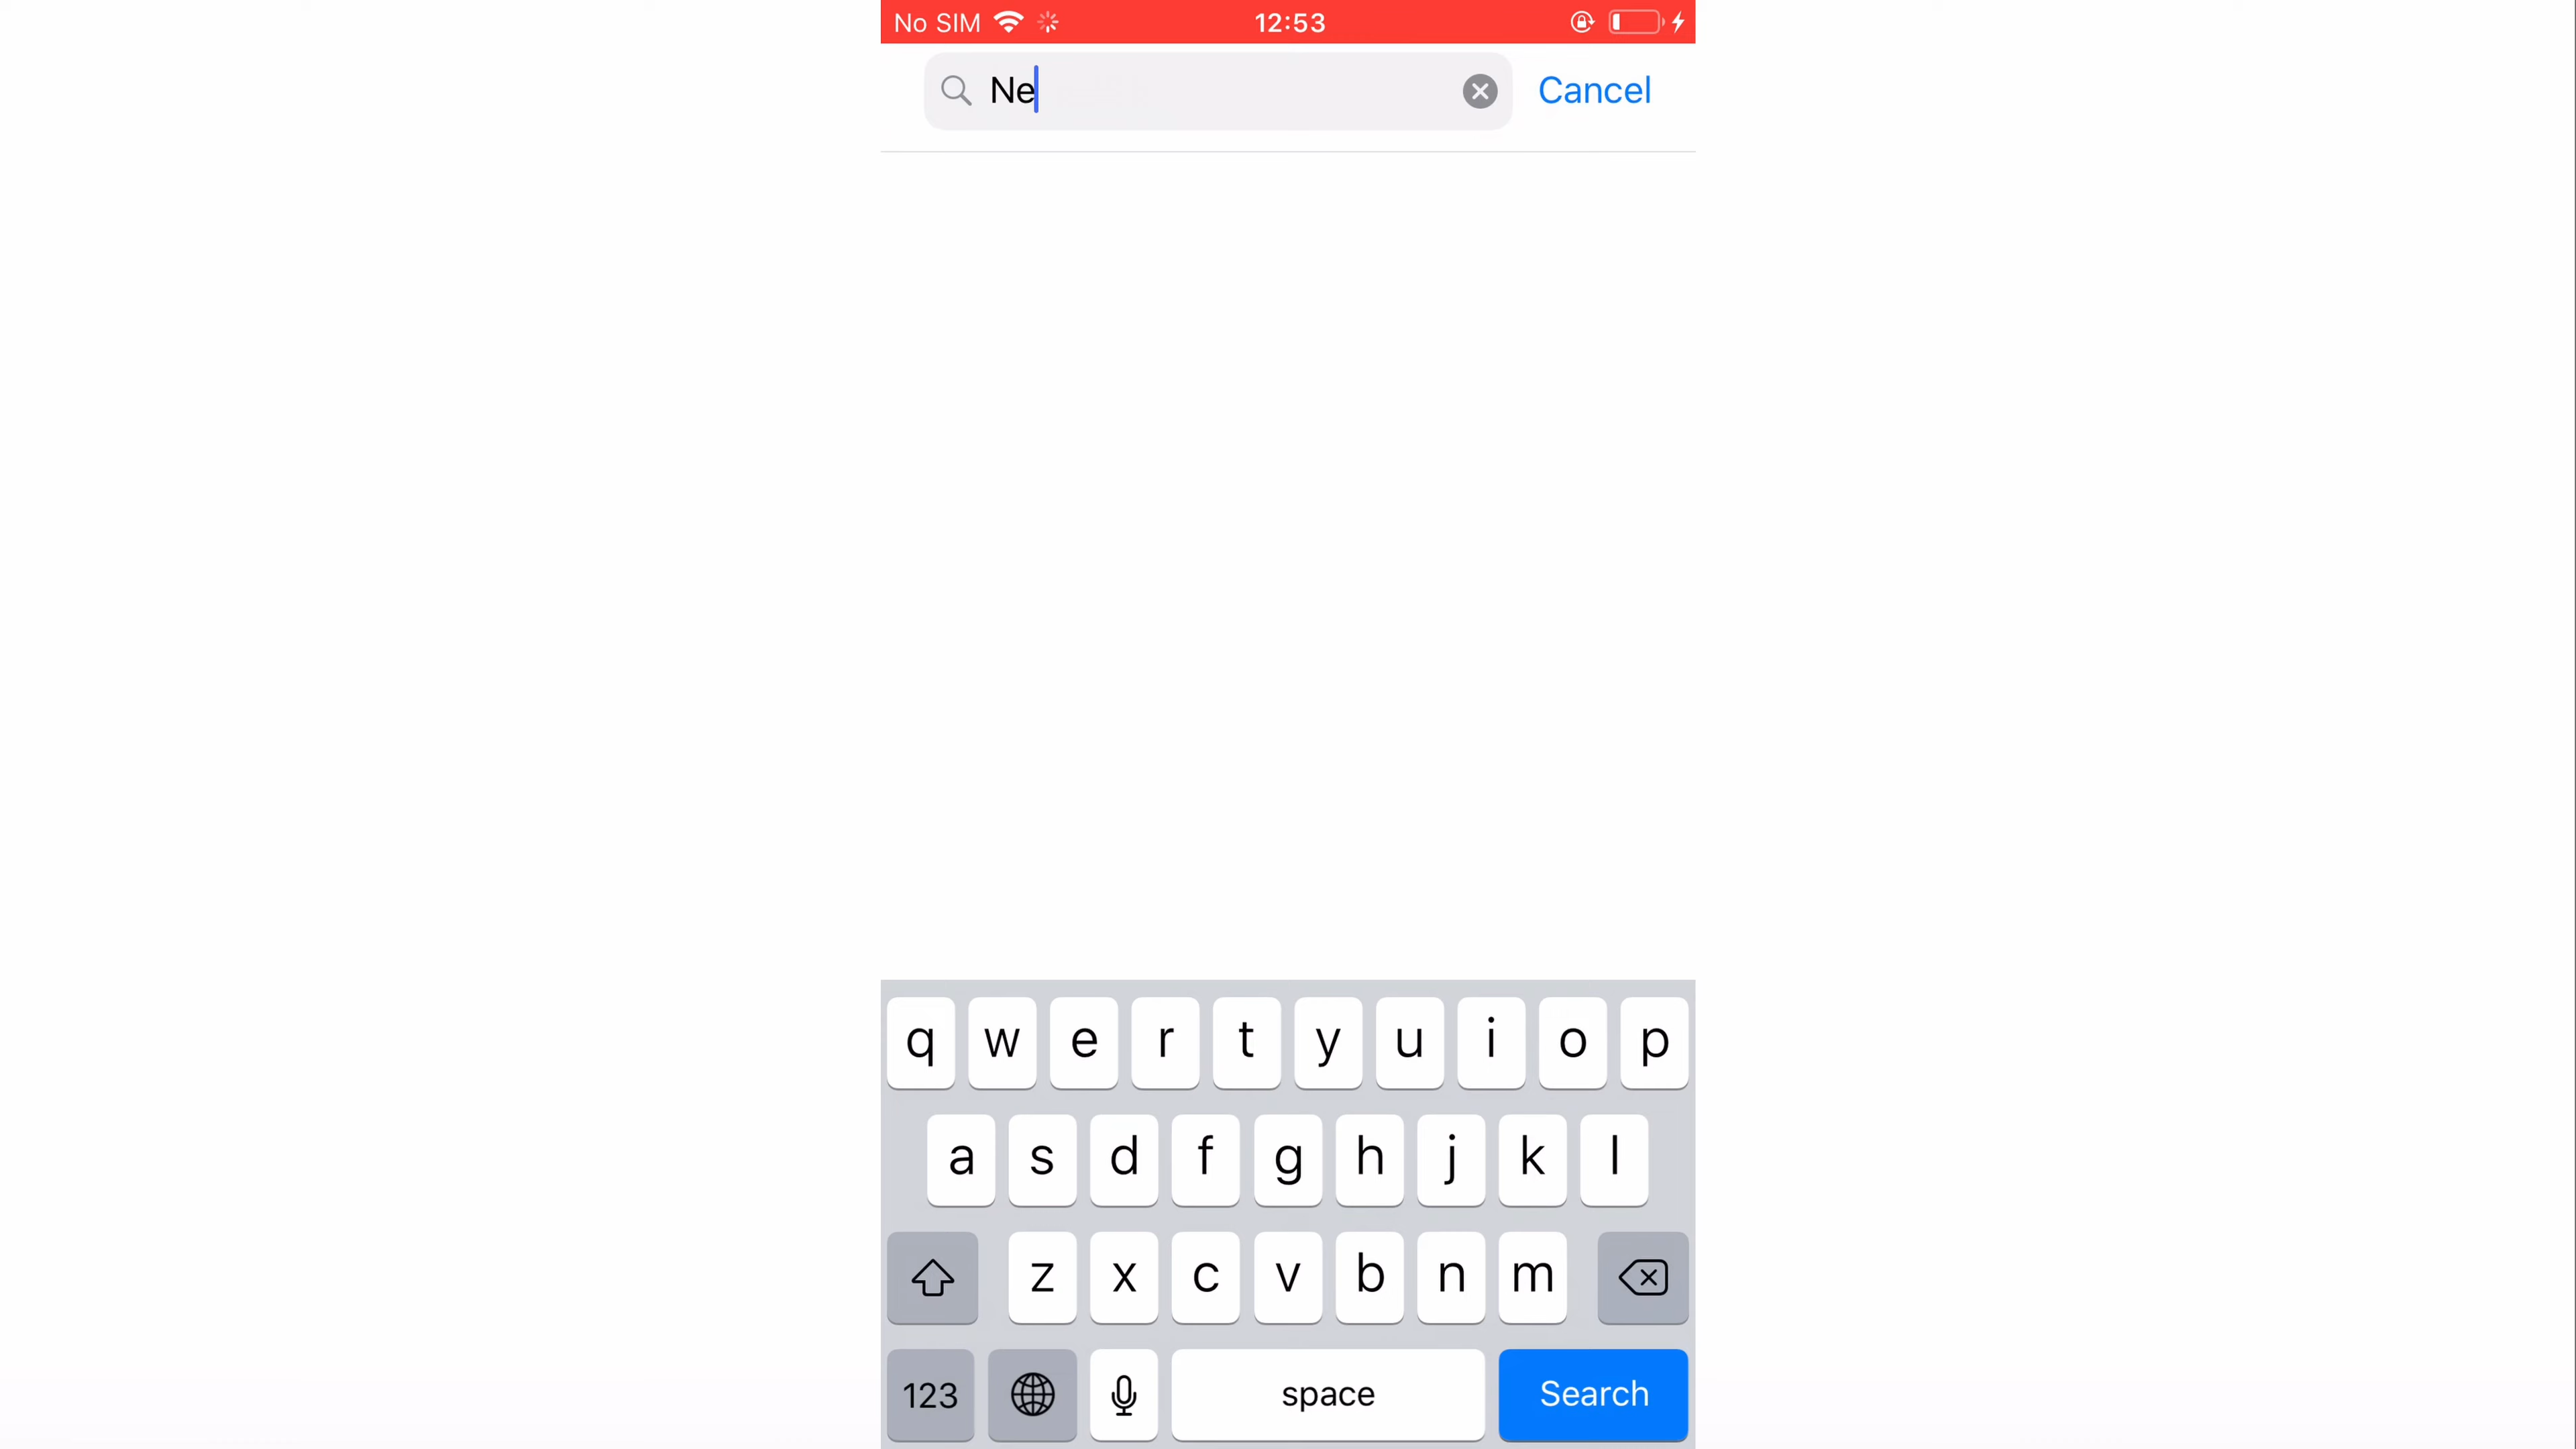 No SIM 12:53
Ne Cancel
q w e r t y u i o p
a s d f g h j k l
z x c v b n m
123 space Search